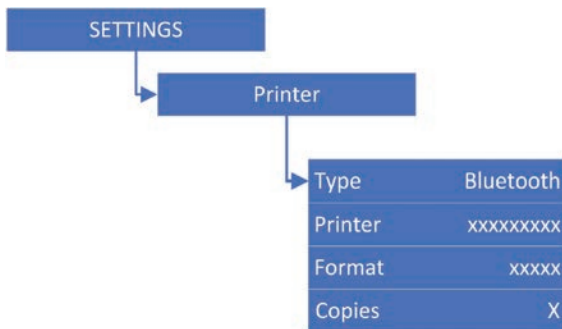 SETTINGS
Printer
Type Bluetooth
Printer xxxxxxxxx
Format xxxxx
Copies X